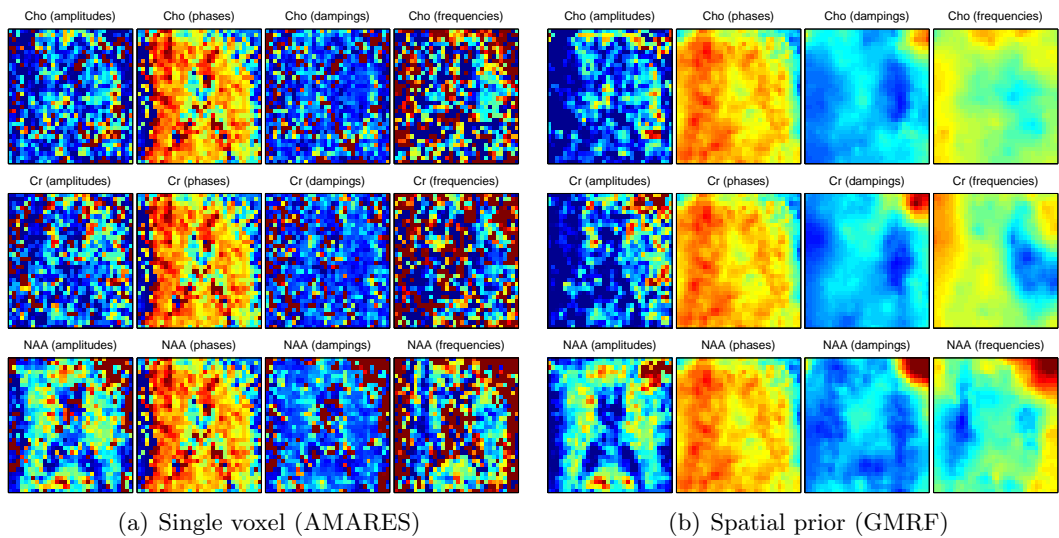 Cho (amplitudes) Cho (phases) Cho (dampings) Cho (frequencies) Cho (amplitudes) Cho (phases) Cho (dampings) Cho (frequencies)
Cr (amplitudes) Cr (phases) Cr (dampings) Cr (frequencies) Cr (amplitudes) Cr (phases) Cr (dampings) Cr (frequencies)
NAA (amplitudes) NAA (phases) NAA (dampings) NAA (frequencies) NAA (amplitudes) NAA (phases) NAA (dampings) NAA (frequencies)
(a) Single voxel (AMARES) (b) Spatial prior (GMRF)